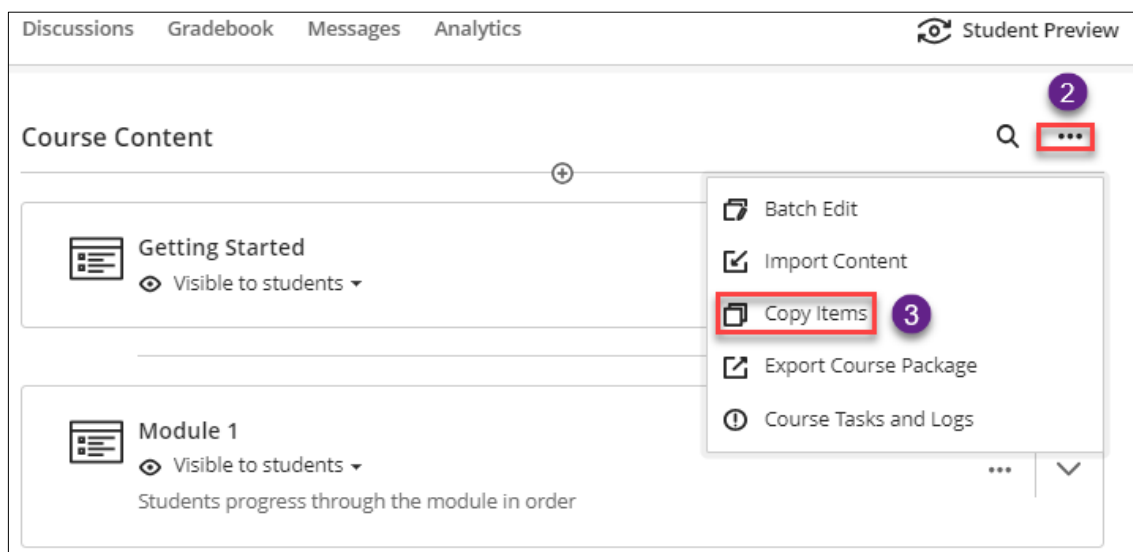 Discussions Gradebook Messages Analytics Student Preview
2
Course Content
Getting Started
Visible to students
Batch Edit
Import Content
Copy Items 3
Export Course Package
Course Tasks and Logs
Module 1
Visible to students
Students progress through the module in order